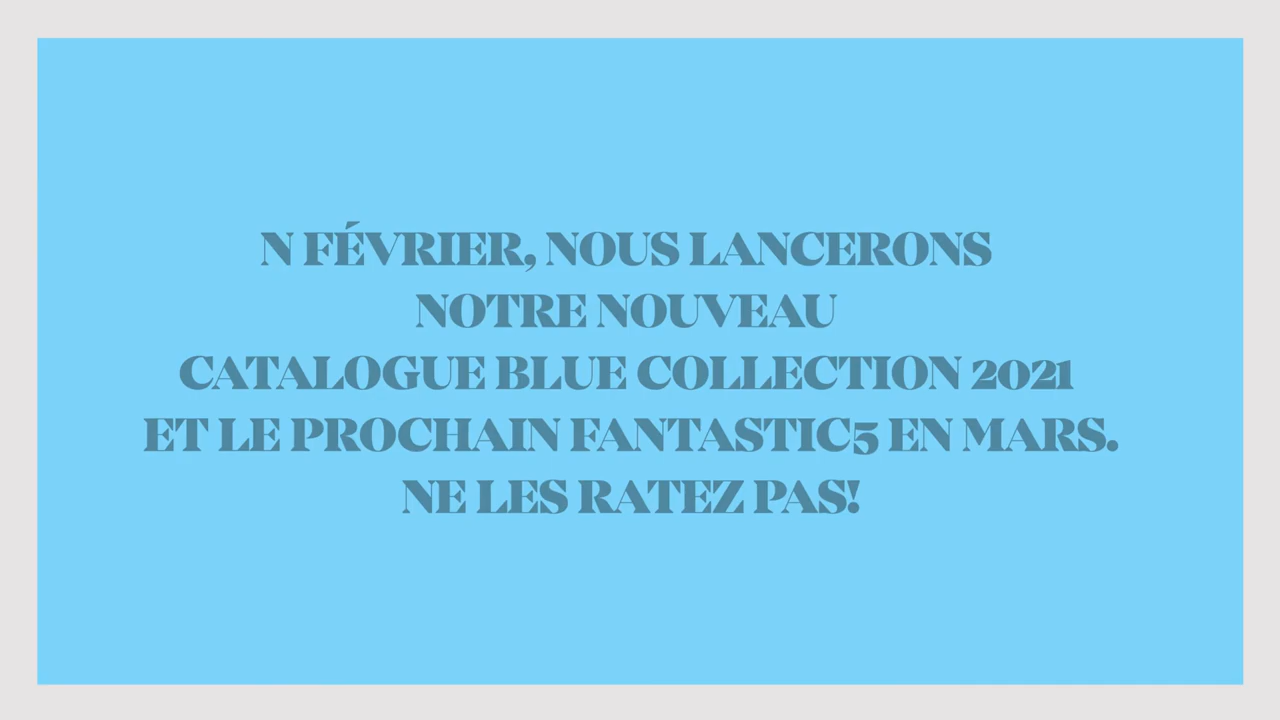 N FÉVRIER, NOUS LANCERONS
NOTRE NOUVEAU
CATALOGUE BLUE COLLECTION 2021
ET LE PROCHAIN FANTASTIC5 EN MARS.
NE LES RATEZ PAS!